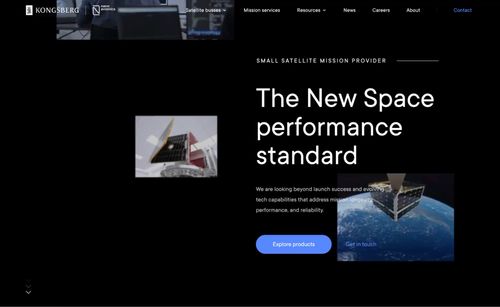 KONGSBERG
Satellite busses
Mission services
Resources
News
Careers
About
Contact
SMALL SATELLITE MISSION PROVIDER
The New Space
performance
standard
We are looking beyond launch success and evolving
tech capabilities that address mission longevity,
performance, and reliability.
Explore products
Get in touch